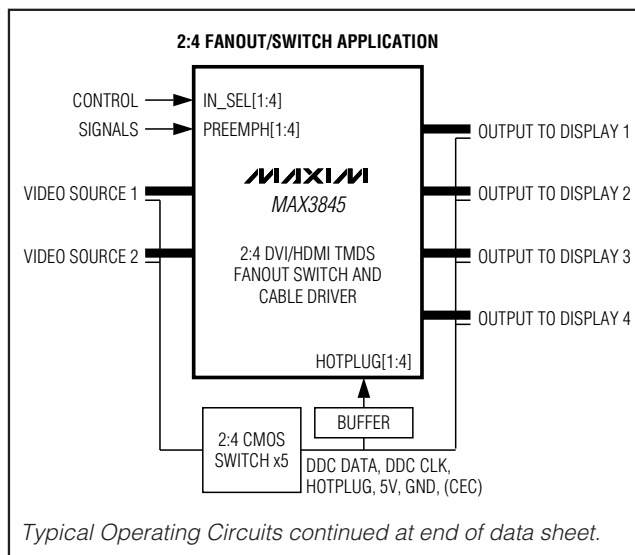 2:4 FANOUT/SWITCH APPLICATION
CONTROL
SIGNALS
IN_SEL[1:4]
PREEMPH[1:4]
VIDEO SOURCE 1
VIDEO SOURCE 2
MAXIM
MAX3845
2:4 DVI/HDMI TMDS
FANOUT SWITCH AND
CABLE DRIVER
HOTPLUG[1:4]
OUTPUT TO DISPLAY 1
OUTPUT TO DISPLAY 2
OUTPUT TO DISPLAY 3
OUTPUT TO DISPLAY 4
BUFFER
2:4 CMOS
SWITCH x5
DDC DATA, DDC CLK,
HOTPLUG, 5V, GND, (CEC)
Typical Operating Circuits continued at end of data sheet.